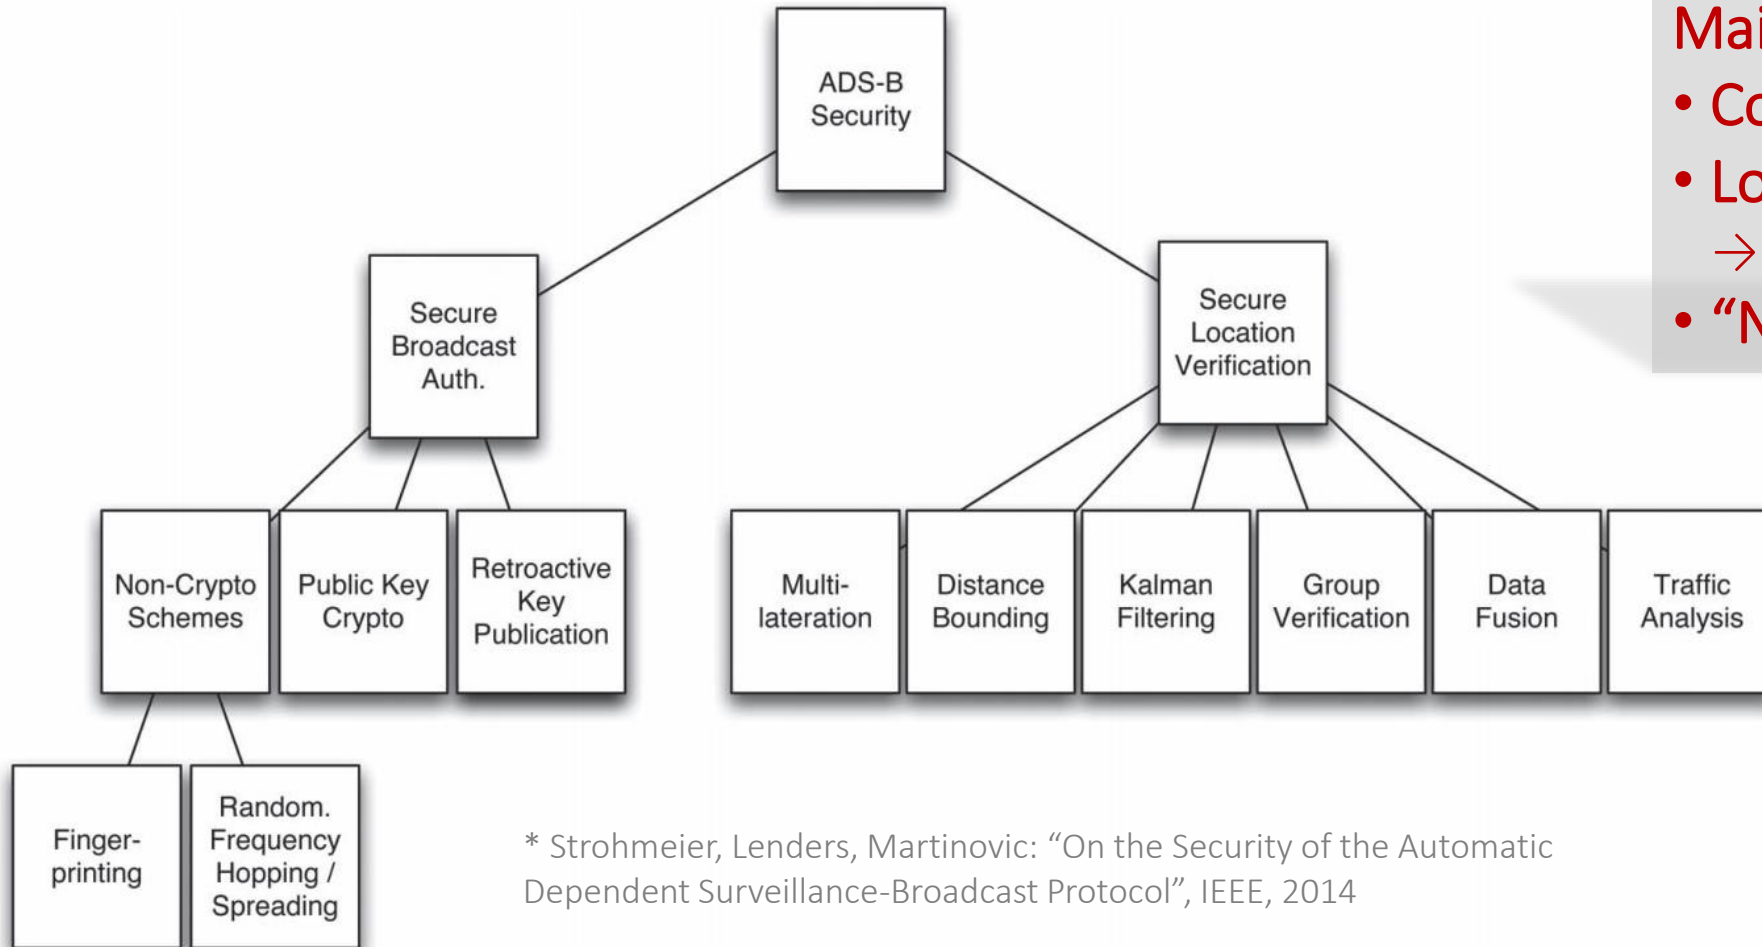 ADS-B
Security
Secure
Broadcast
Auth.
Secure
Location
Verification
Non-Crypto
Schemes
Public Key
Crypto
Retroactive
Key
Publication
Multi-
lateration
Distance
Bounding
Kalman
Filtering
Group
Verification
Data
Fusion
Traffic
Analysis
Finger-
printing
Random.
Frequency
Hopping /
Spreading
* Strohmeier, Lenders, Martinovic: “On the Security of the Automatic
Dependent Surveillance-Broadcast Protocol”, IEEE, 2014